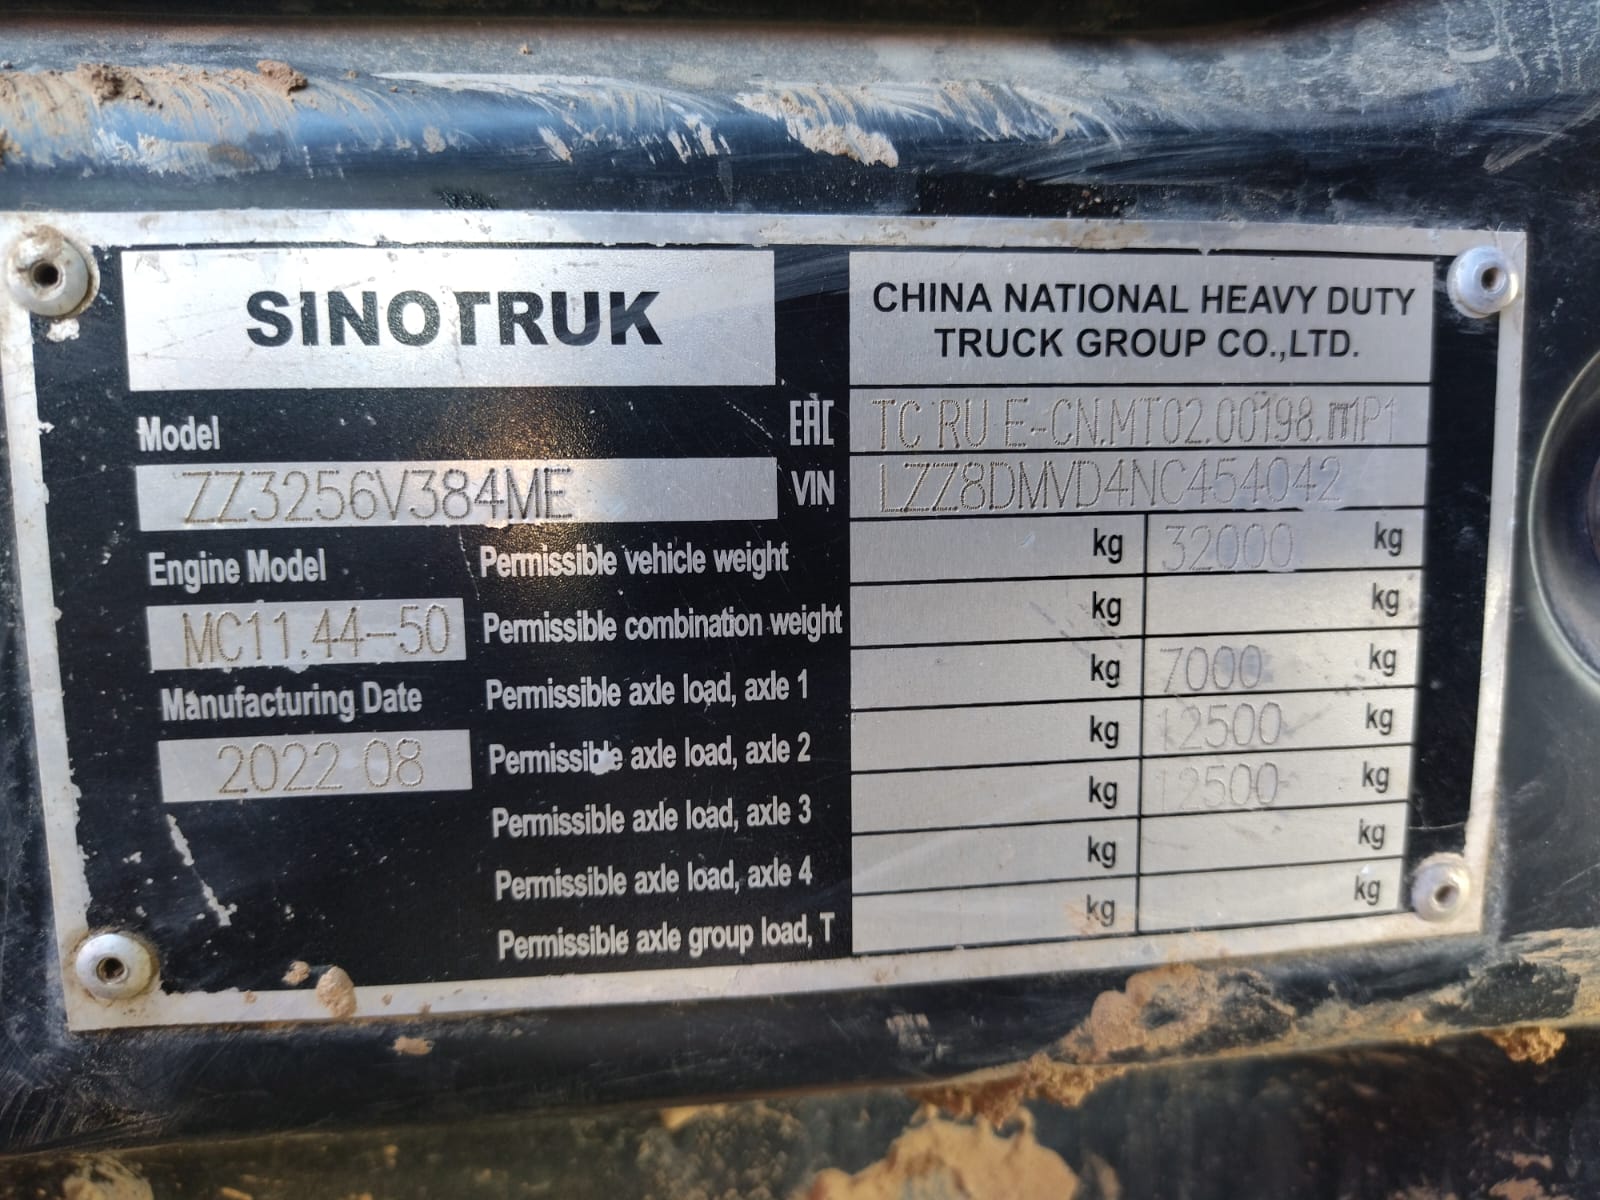 SINOTRUK
CHINA NATIONAL HEAVY DUTY
TRUCK GROUP CO.,LTD.
Model
EAC TC RU E-CN.MT02.00198.П1P1
ZZ3256V384ME
VIN LZZ8DMVD4NC454042
Engine Model
MC11.44-50
Manufacturing Date
2022 08
Permissible vehicle weight kg 32000 kg
Permissible combination weight kg kg
Permissible axle load, axle 1 kg 7000 kg
Permissible axle load, axle 2 kg 12500 kg
Permissible axle load, axle 3 kg 12500 kg
Permissible axle load, axle 4 kg kg
Permissible axle group load, T kg kg